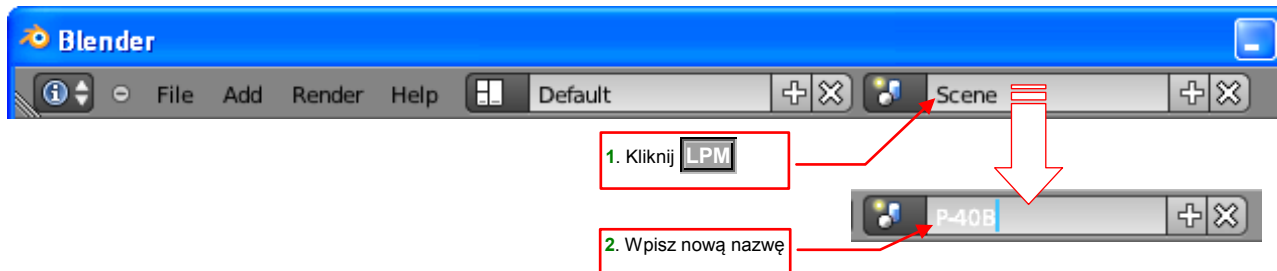 Blender
File Add Render Help Default Scene
1. Kliknij LPM
P-40B
2. Wpisz nową nazwę